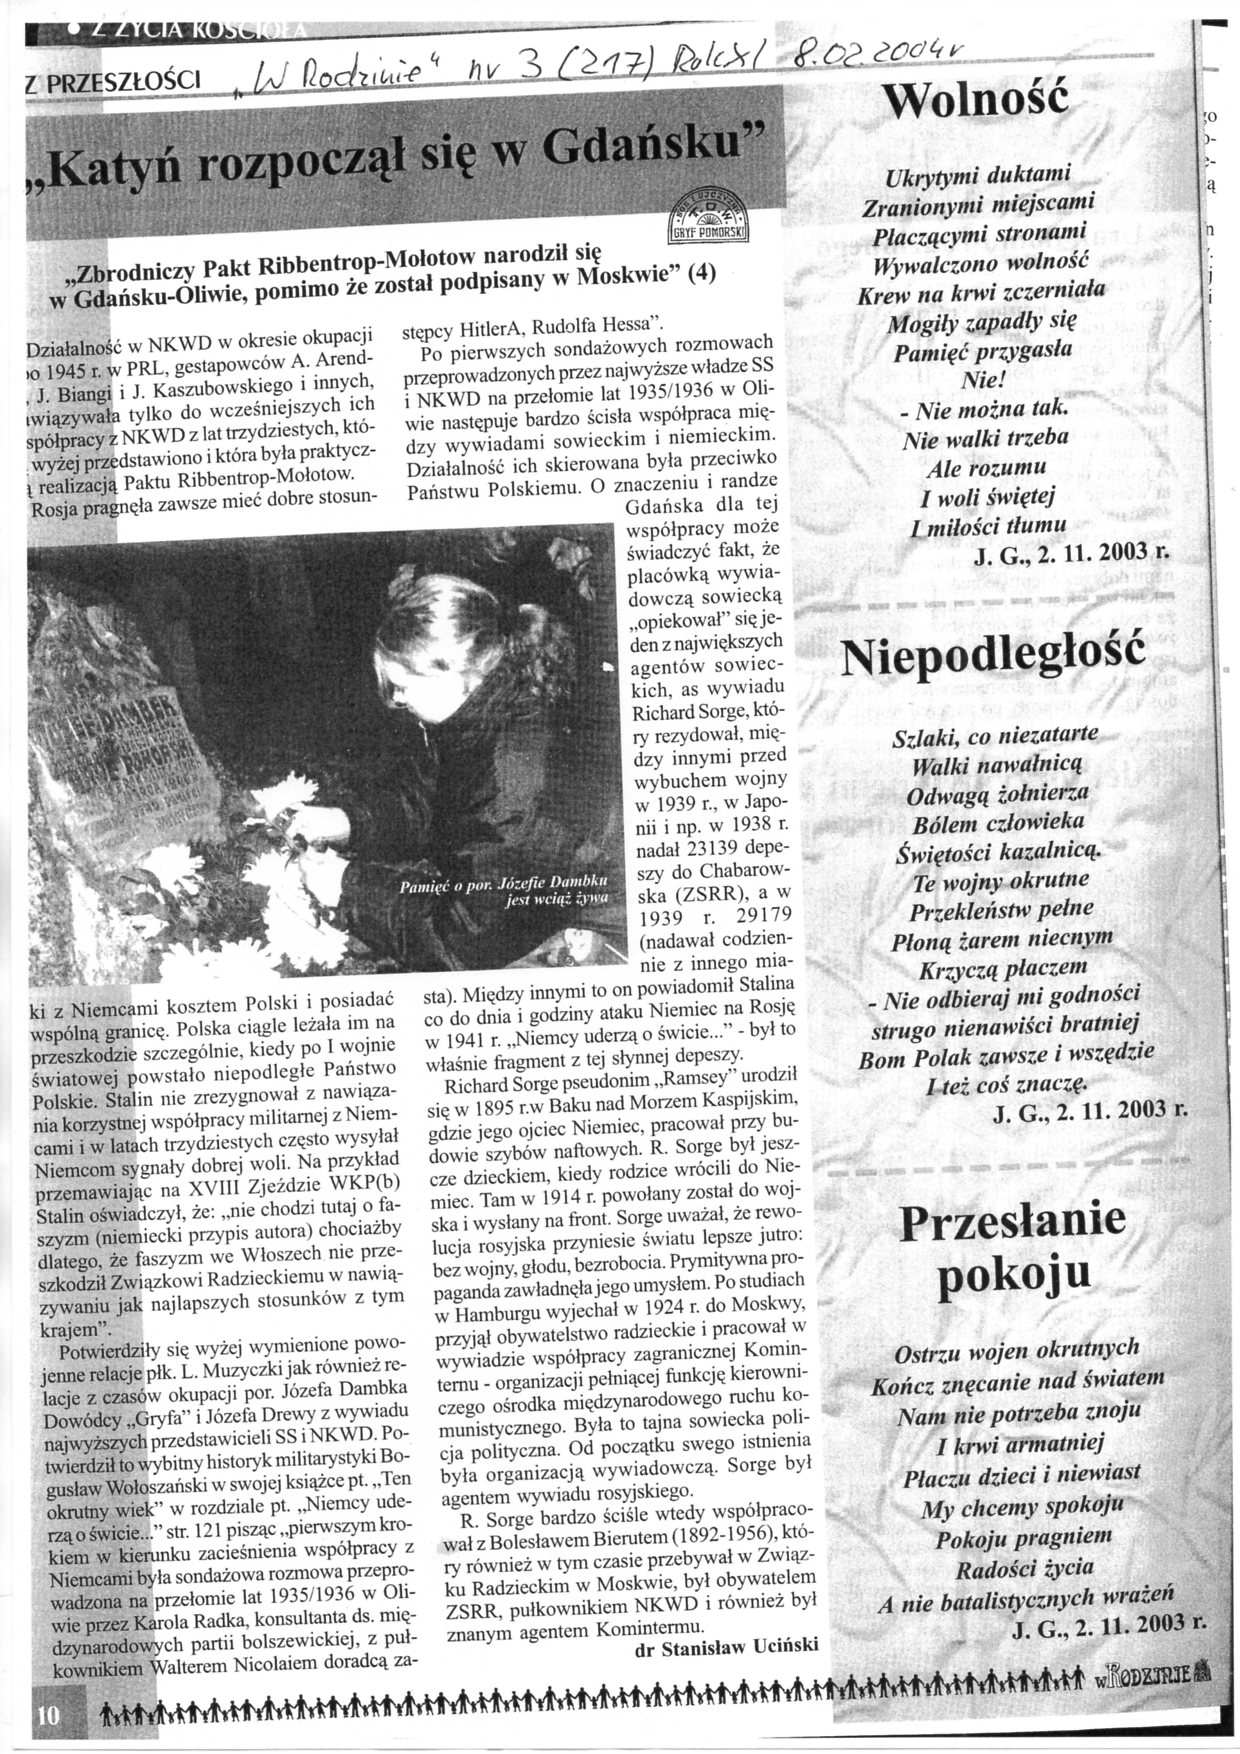 • Z ŻYCIA KOŚCIOŁA
Z PRZESZŁOŚCI
„W Rodzinie" nr 3 (217) Rok XI 8.02.2004r
„Katyń rozpoczął się w Gdańsku”
BÓG I OJCZYZNA
T.O.W.
GRYF POMORSKI
„Zbrodniczy Pakt Ribbentrop-Mołotow narodził się
w Gdańsku-Oliwie, pomimo że został podpisany w Moskwie” (4)
Działalność w NKWD w okresie okupacji
po 1945 r. w PRL, gestapowców A. Arend-
, J. Biangi i J. Kaszubowskiego i innych,
awiązywała tylko do wcześniejszych ich
spółpracy z NKWD z lat trzydziestych, któ-
wyżej przedstawiono i która była praktycz-
ą realizacją Paktu Ribbentrop-Mołotow.
Rosja pragnęła zawsze mieć dobre stosun-
DAMBEK
Pamięć o por. Józefie Dambku
jest wciąż żywa
ki z Niemcami kosztem Polski i posiadać
wspólną granicę. Polska ciągle leżała im na
przeszkodzie szczególnie, kiedy po I wojnie
światowej powstało niepodległe Państwo
Polskie. Stalin nie zrezygnował z nawiąza-
nia korzystnej współpracy militarnej z Niem-
cami i w latach trzydziestych często wysyłał
Niemcom sygnały dobrej woli. Na przykład
przemawiając na XVIII Zjeździe WKP(b)
Stalin oświadczył, że: „nie chodzi tutaj o fa-
szyzm (niemiecki przypis autora) chociażby
dlatego, że faszyzm we Włoszech nie prze-
szkodził Związkowi Radzieckiemu w nawią-
zywaniu jak najlapszych stosunków z tym
krajem”.
Potwierdziły się wyżej wymienione powo-
jenne relacje płk. L. Muzyczki jak również re-
lacje z czasów okupacji por. Józefa Dambka
Dowódcy „Gryfa” i Józefa Drewy z wywiadu
najwyższych przedstawicieli SS i NKWD. Po-
twierdził to wybitny historyk militarystyki Bo-
gusław Wołoszański w swojej książce pt. „Ten
okrutny wiek” w rozdziale pt. „Niemcy ude-
rzą o świcie...” str. 121 pisząc „pierwszym kro-
kiem w kierunku zacieśnienia współpracy z
Niemcami była sondażowa rozmowa przepro-
wadzona na przełomie lat 1935/1936 w Oli-
wie przez Karola Radka, konsultanta ds. mię-
dzynarodowych partii bolszewickiej, z puł-
kownikiem Walterem Nicolaiem doradcą za-
stępcy HitlerA, Rudolfa Hessa”.
Po pierwszych sondażowych rozmowach
przeprowadzonych przez najwyższe władze SS
i NKWD na przełomie lat 1935/1936 w Oli-
wie następuje bardzo ścisła współpraca mię-
dzy wywiadami sowieckim i niemieckim.
Działalność ich skierowana była przeciwko
Państwu Polskiemu. O znaczeniu i randze
Gdańska dla tej
współpracy może
świadczyć fakt, że
placówką wywia-
dowczą sowiecką
„opiekował” się je-
den z największych
agentów sowiec-
kich, as wywiadu
Richard Sorge, któ-
ry rezydował, mię-
dzy innymi przed
wybuchem wojny
w 1939 r., w Japo-
nii i np. w 1938 r.
nadał 23139 depe-
szy do Chabarow-
ska (ZSRR), a w
1939 r. 29179
(nadawał codzien-
nie z innego mia-
sta). Między innymi to on powiadomił Stalina
co do dnia i godziny ataku Niemiec na Rosję
w 1941 r. „Niemcy uderzą o świcie...” - był to
właśnie fragment z tej słynnej depeszy.
Richard Sorge pseudonim „Ramsey” urodził
się w 1895 r.w Baku nad Morzem Kaspijskim,
gdzie jego ojciec Niemiec, pracował przy bu-
dowie szybów naftowych. R. Sorge był jesz-
cze dzieckiem, kiedy rodzice wrócili do Nie-
miec. Tam w 1914 r. powołany został do woj-
ska i wysłany na front. Sorge uważał, że rewo-
lucja rosyjska przyniesie światu lepsze jutro:
bez wojny, głodu, bezrobocia. Prymitywna pro-
paganda zawładnęła jego umysłem. Po studiach
w Hamburgu wyjechał w 1924 r. do Moskwy,
przyjął obywatelstwo radzieckie i pracował w
wywiadzie współpracy zagranicznej Komin-
ternu - organizacji pełniącej funkcję kierowni-
czego ośrodka międzynarodowego ruchu ko-
munistycznego. Była to tajna sowiecka poli-
cja polityczna. Od początku swego istnienia
była organizacją wywiadowczą. Sorge był
agentem wywiadu rosyjskiego.
R. Sorge bardzo ściśle wtedy współpraco-
wał z Bolesławem Bierutem (1892-1956), któ-
ry również w tym czasie przebywał w Związ-
ku Radzieckim w Moskwie, był obywatelem
ZSRR, pułkownikiem NKWD i również był
znanym agentem Komintermu.
dr Stanisław Uciński
Wolność
Ukrytymi duktami
Zranionymi miejscami
Płaczącymi stronami
Wywalczono wolność
Krew na krwi zczerniała
Mogiły zapadły się
Pamięć przygasła
Nie!
- Nie można tak.
Nie walki trzeba
Ale rozumu
I woli świętej
I miłości tłumu
J. G., 2. 11. 2003 r.
Niepodległość
Szlaki, co niezatarte
Walki nawałnicą
Odwagą żołnierza
Bólem człowieka
Świętości kazalnicą.
Te wojny okrutne
Przekleństw pełne
Płoną żarem niecnym
Krzyczą płaczem
- Nie odbieraj mi godności
strugo nienawiści bratniej
Bom Polak zawsze i wszędzie
I też coś znaczę.
J. G., 2. 11. 2003 r.
Przesłanie
pokoju
Ostrzu wojen okrutnych
Kończ znęcanie nad światem
Nam nie potrzeba znoju
I krwi armatniej
Płaczu dzieci i niewiast
My chcemy spokoju
Pokoju pragniem
Radości życia
A nie batalistycznych wrażeń
J. G., 2. 11. 2003 r.
10
wRODZINIE